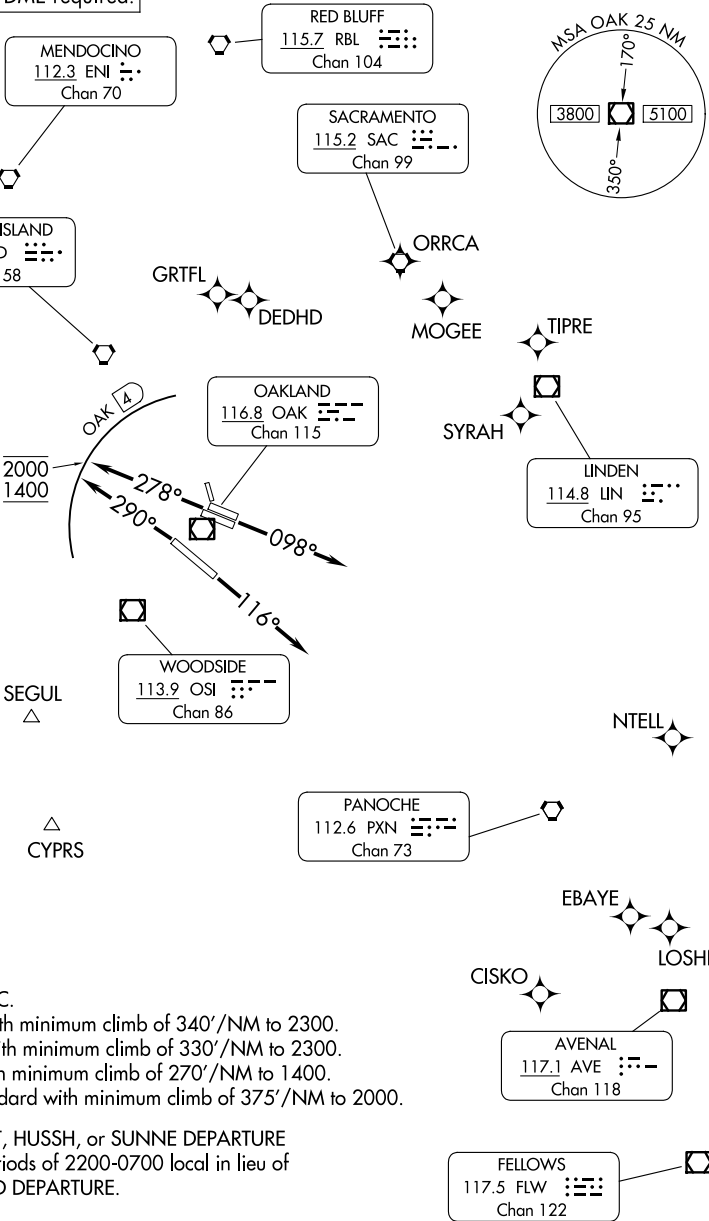 DME required.
RED BLUFF
115.7 RBL
Chan 104
MENDOCINO
112.3 ENI
Chan 70
MSA OAK 25 NM
170°
3800
5100
350°
SACRAMENTO
115.2 SAC
Chan 99
ISLAND
58
ORRCA
GRTFL
DEDHD
MOGEE
TIPRE
OAK 4
OAKLAND
116.8 OAK
Chan 115
SYRAH
2000
1400
278°
290°
098°
116°
LINDEN
114.8 LIN
Chan 95
WOODSIDE
113.9 OSI
Chan 86
SEGUL
NTELL
CYPRS
PANOCHE
112.6 PXN
Chan 73
EBAYE
CISKO
C.
th minimum climb of 340'/NM to 2300.
ith minimum climb of 330'/NM to 2300.
h minimum climb of 270'/NM to 1400.
dard with minimum climb of 375'/NM to 2000.
AVENAL
117.1 AVE
Chan 118
T, HUSSH, or SUNNE DEPARTURE
riods of 2200-0700 local in lieu of
O DEPARTURE.
FELLOWS
117.5 FLW
Chan 122